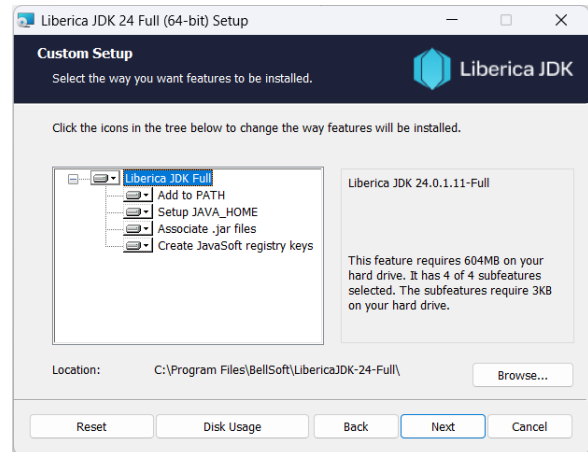 Liberica JDK 24 Full (64-bit) Setup
Custom Setup
Select the way you want features to be installed.
Liberica JDK
Click the icons in the tree below to change the way features will be installed.
Liberica JDK Full
Add to PATH
Setup JAVA_HOME
Associate .jar files
Create JavaSoft registry keys
Liberica JDK 24.0.1.11-Full
This feature requires 604MB on your
hard drive. It has 4 of 4 subfeatures
selected. The subfeatures require 3KB
on your hard drive.
Location: C:\Program Files\BellSoft\LibericaJDK-24-Full\
Browse...
Reset Disk Usage Back Next Cancel